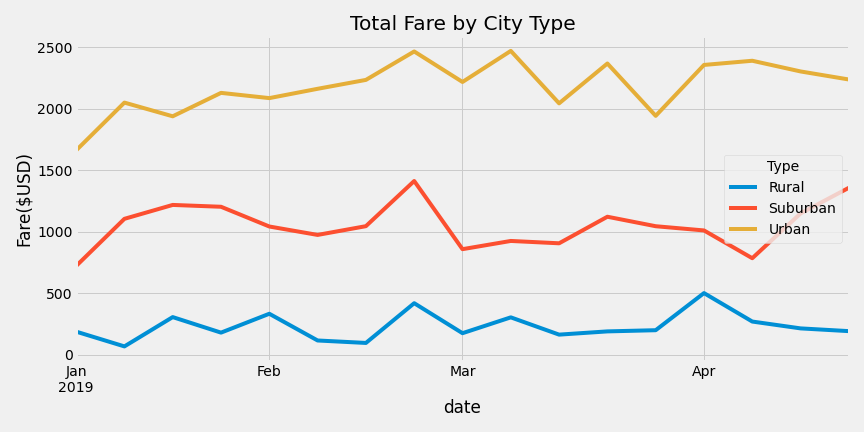 Total Fare by City Type
Fare($USD)
2500
2000
1500
1000
500
0
Type
Rural
Suburban
Urban
Jan
2019
Feb
Mar
Apr
date